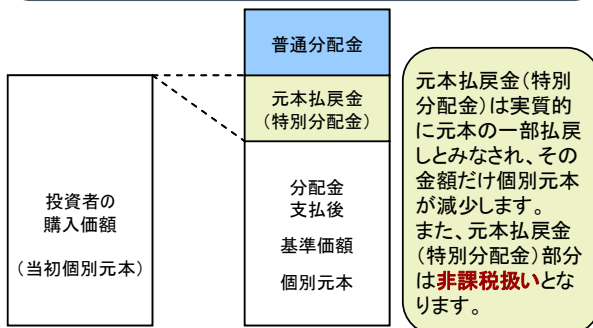 普通分配金
元本払戻金
(特別分配金)
投資者の
購入価額
(当初個別元本)
分配金
支払後
基準価額
個別元本
元本払戻金(特別
分配金)は実質的
に元本の一部払戻
しとみなされ、その
金額だけ個別元本
が減少します。
また、元本払戻金
(特別分配金)部分
は非課税扱いとな
ります。